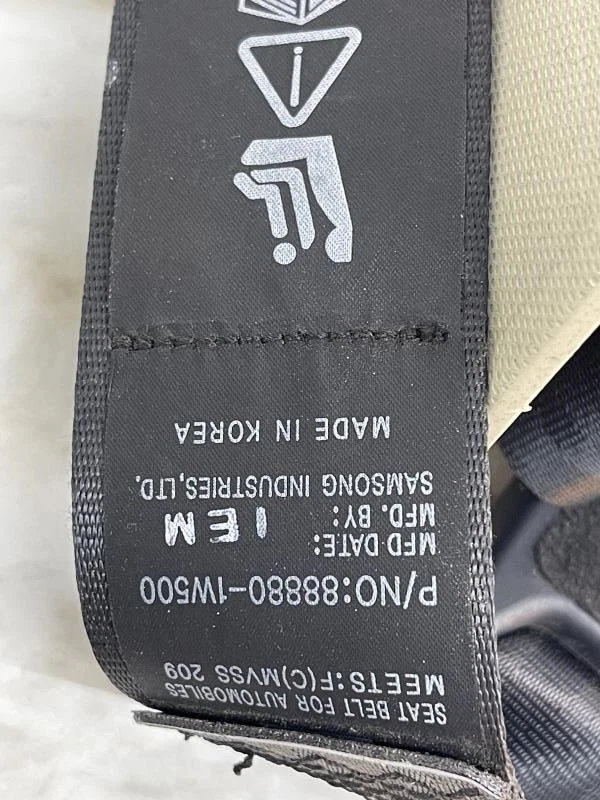 SEAT BELT FOR AUTOMOBILES
MEETS:F(C)MVSS 209
P/NO:88880-1W500
MFD DATE: IEM
MFD. BY:
SAMSONG INDUSTRIES,LTD.
MADE IN KOREA